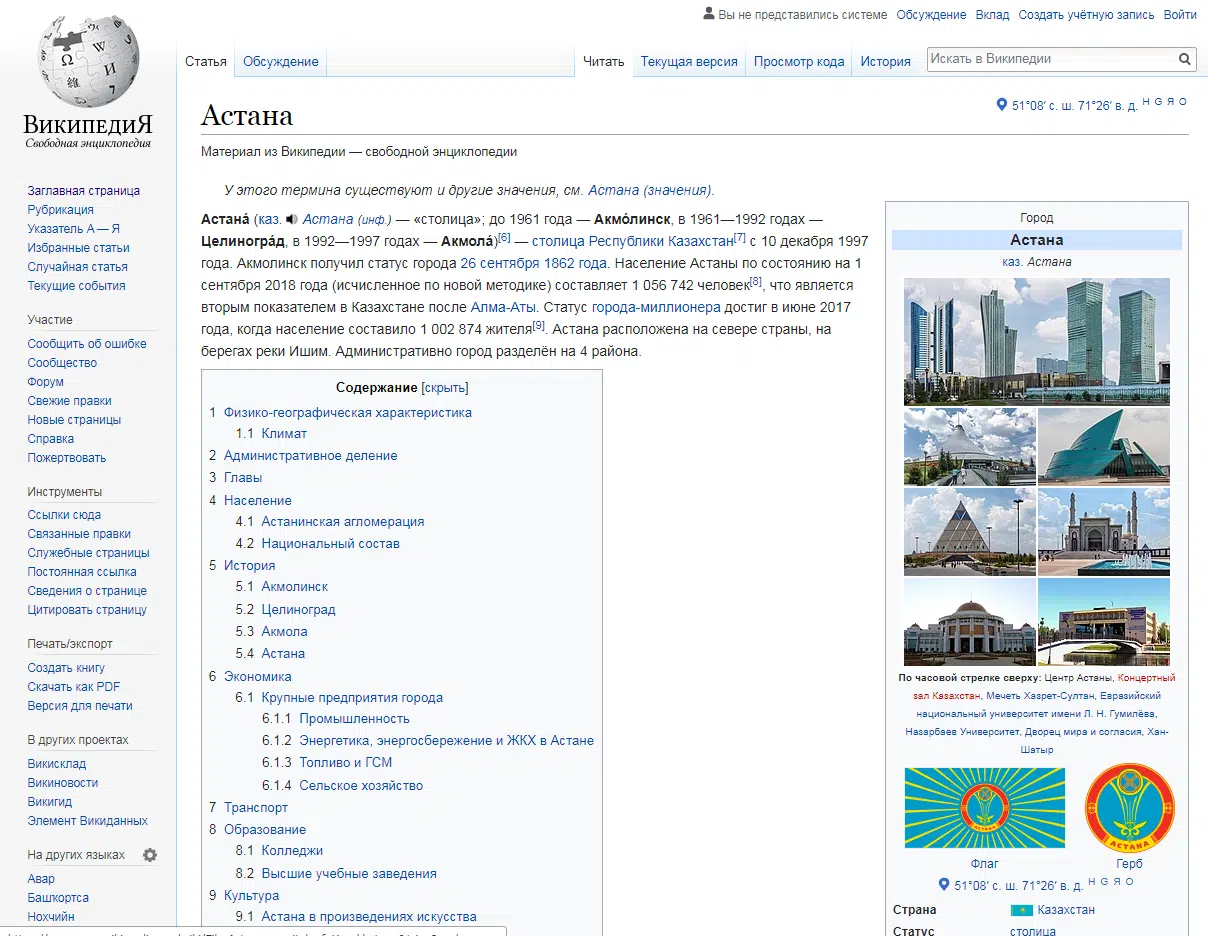 Вы не представились системе Обсуждение Вклад Создать учётную запись Войти
Статья Обсуждение Читать Текущая версия Просмотр кода История Искать в Википедии
ВикипедиЯ
Свободная энциклопедия
Заглавная страница
Рубрикация
Указатель А — Я
Избранные статьи
Случайная статья
Текущие события
Участие
Сообщить об ошибке
Сообщество
Форум
Свежие правки
Новые страницы
Справка
Пожертвовать
Инструменты
Ссылки сюда
Связанные правки
Служебные страницы
Постоянная ссылка
Сведения о странице
Цитировать страницу
Печать/экспорт
Создать книгу
Скачать как PDF
Версия для печати
В других проектах
Викисклад
Викиновости
Викигид
Элемент Викиданных
На других языках
Авар
Башҡортса
Нохчийн
Астана
51°08′ с. ш. 71°26′ в. д. H G Я O
Материал из Википедии — свободной энциклопедии
У этого термина существуют и другие значения, см. Астана (значения).
Астана́ (каз. Астана (инф.) — «столица»; до 1961 года — Акмо́линск, в 1961—1992 годах —
Целиногра́д, в 1992—1997 годах — Акмола́)[6] — столица Республики Казахстан[7] с 10 декабря 1997
года. Акмолинск получил статус города 26 сентября 1862 года. Население Астаны по состоянию на 1
сентября 2018 года (исчисленное по новой методике) составляет 1 056 742 человек[8], что является
вторым показателем в Казахстане после Алма-Аты. Статус города-миллионера достиг в июне 2017
года, когда население составило 1 002 874 жителя[9]. Астана расположена на севере страны, на
берегах реки Ишим. Административно город разделён на 4 района.
Содержание [скрыть]
1 Физико-географическая характеристика
1.1 Климат
2 Административное деление
3 Главы
4 Население
4.1 Астанинская агломерация
4.2 Национальный состав
5 История
5.1 Акмолинск
5.2 Целиноград
5.3 Акмола
5.4 Астана
6 Экономика
6.1 Крупные предприятия города
6.1.1 Промышленность
6.1.2 Энергетика, энергосбережение и ЖКХ в Астане
6.1.3 Топливо и ГСМ
6.1.4 Сельское хозяйство
7 Транспорт
8 Образование
8.1 Колледжи
8.2 Высшие учебные заведения
9 Культура
9.1 Астана в произведениях искусства
Город
Астана
каз. Астана
По часовой стрелке сверху: Центр Астаны, Концертный
зал Казахстан, Мечеть Хазрет-Султан, Евразийский
национальный университет имени Л. Н. Гумилёва,
Назарбаев Университет, Дворец мира и согласия, Хан-
Шатыр
АСТАНА
АСТАНА
Флаг Герб
51°08′ с. ш. 71°26′ в. д. H G Я O
Страна Казахстан
Статус столица